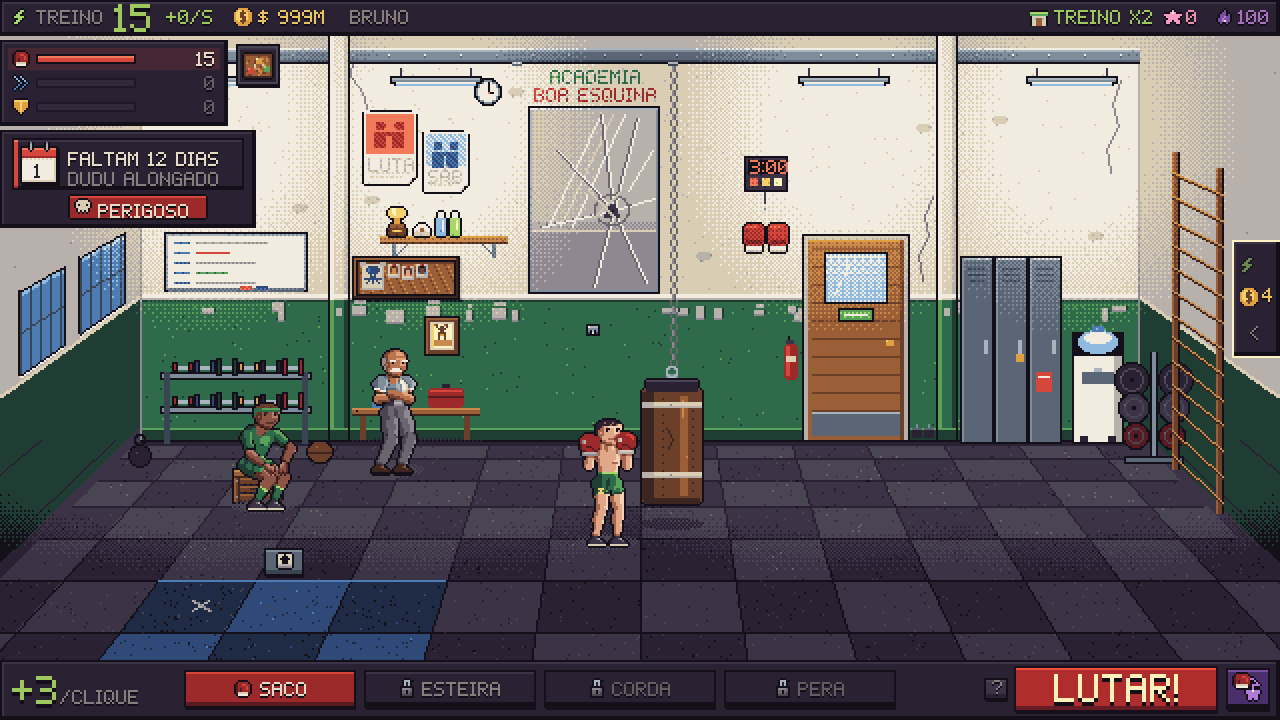 TREINO 15 +0/S $ 999M BRUNO TREINO X2 0 100
15
0
0
1 FALTAM 12 DIAS
DUDU ALONGADO
PERIGOSO
ACADEMIA
BOA ESQUINA
LUTA
SÁB
3:00
4
+3/CLIQUE SACO ESTEIRA CORDA PERA ? LUTAR!